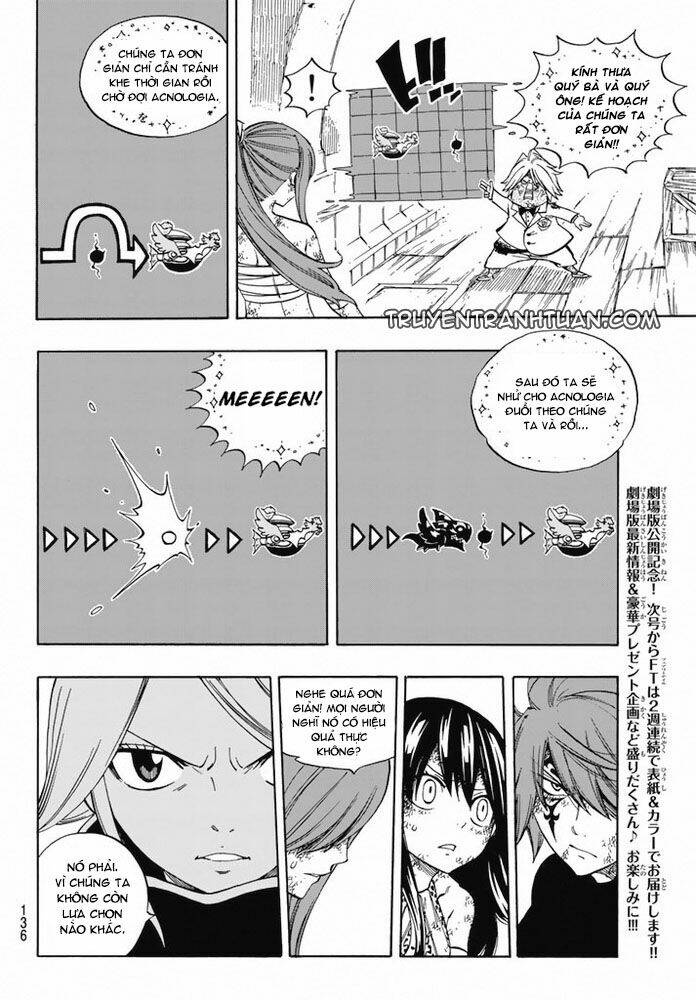 KÍNH THƯA
QUÝ BÀ VÀ QUÝ
ÔNG! KẾ HOẠCH
CỦA CHÚNG TA
RẤT ĐƠN
GIẢN!!
!!!
!
CHÚNG TA ĐƠN
GIẢN CHỈ CẦN TRÁNH
KHE THỜI GIAN RỒI
CHỜ ĐỢI ACNOLOGIA.
TRUYENTRANHTUAN.COM
SAU ĐÓ TA SẼ
NHỬ CHO ACNOLOGIA
ĐUỔI THEO CHÚNG
TA VÀ RỒI...
MEEEEEN!
NGHE QUÁ ĐƠN
GIẢN! MỌI NGƯỜI
NGHĨ NÓ CÓ HIỆU
QUẢ THỰC
KHÔNG?
NÓ PHẢI.
VÌ CHÚNG TA
KHÔNG CÒN
LỰA CHỌN
NÀO KHÁC.
劇場版公開記念! 次号からFTは2週連続で表紙&カラーでお届けします!!
劇場版最新情報&豪華プレゼント企画など盛りだくさん♪ お楽しみに!!!
136